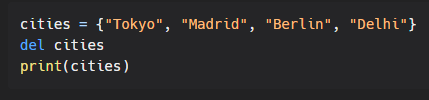 cities = {"Tokyo", "Madrid", "Berlin", "Delhi"}
del cities
print(cities)